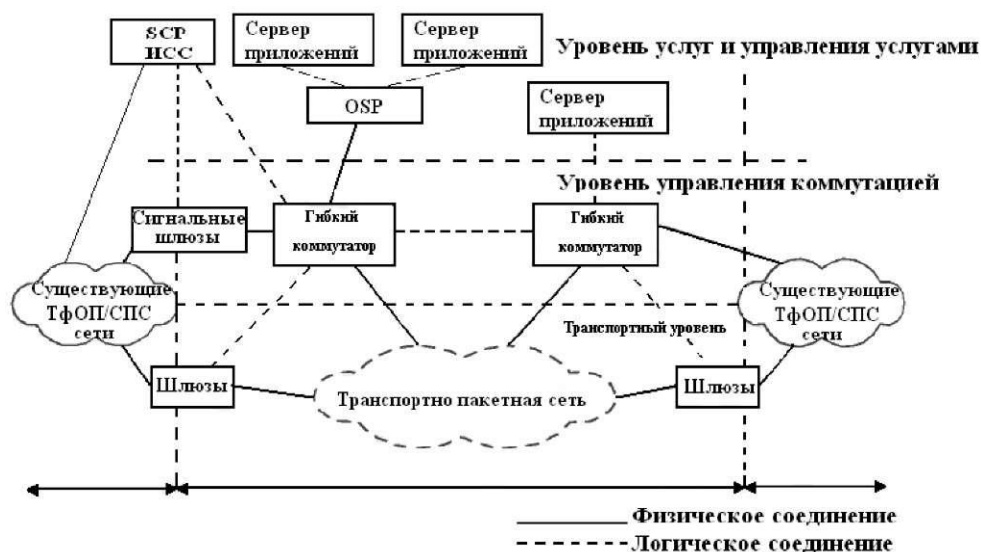 SCP
ИСС
Сервер
приложений
Сервер
приложений
Уровень услуг и управления услугами
OSP
Сервер
приложений
Уровень управления коммутацией
Сигнальные
шлюзы
Гибкий
коммутатор
Гибкий
коммутатор
Существующие
ТфОП/СПС
сети
Существующие
ТфОП/СПС
сети
Транспортный уровень
Шлюзы
Транспортно пакетная сеть
Шлюзы
Физическое соединение
Логическое соединение